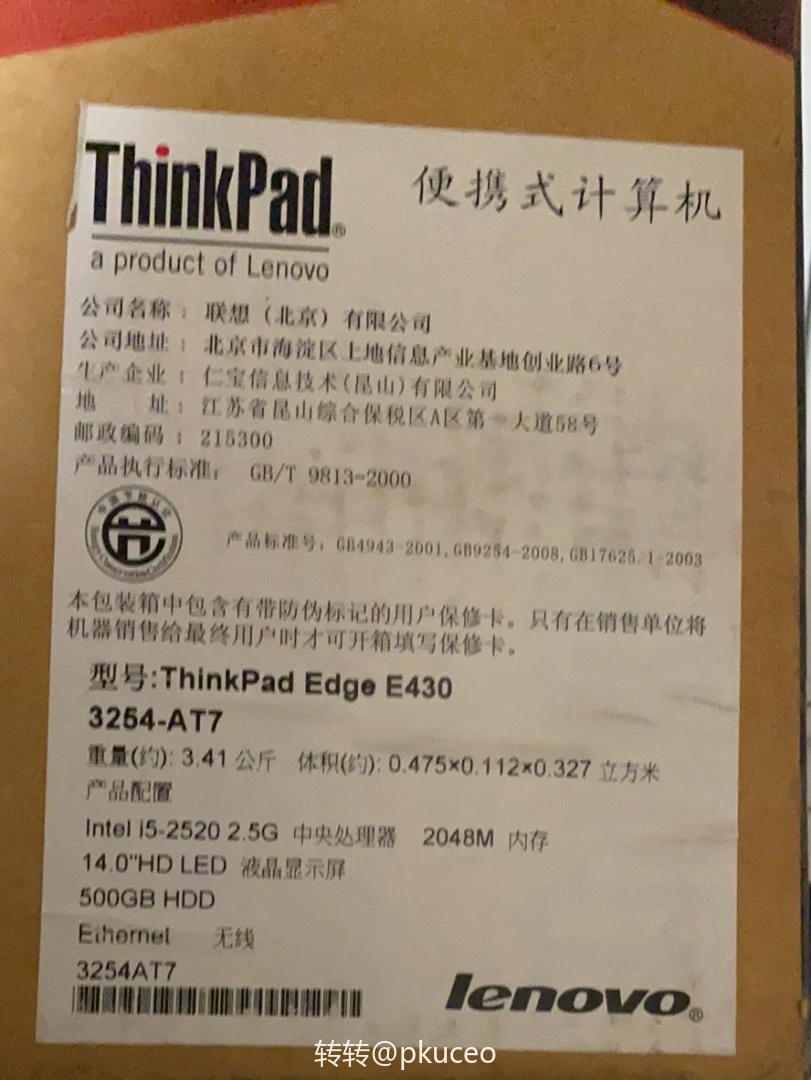 ThinkPad®
便携式计算机
a product of Lenovo
公司名称：联想（北京）有限公司
公司地址：北京市海淀区上地信息产业基地创业路6号
生产企业：仁宝信息技术(昆山)有限公司
地 址：江苏省昆山综合保税区A区第一大道58号
邮政编码：215300
产品执行标准： GB/T 9813-2000
产品标准号，GB4943-2001,GB9254-2008,GB17625.1-2003
本包装箱中包含有带防伪标记的用户保修卡。只有在销售单位将
机器销售给最终用户时才可开箱填写保修卡。
型号:ThinkPad Edge E430
3254-AT7
重量(约): 3.41 公斤 体积(约): 0.475×0.112×0.327 立方米
产品配置
Intel i5-2520 2.5G 中央处理器 2048M 内存
14.0"HD LED 液晶显示屏
500GB HDD
Ethernet 无线
3254AT7
lenovo®
转转@pkuceo